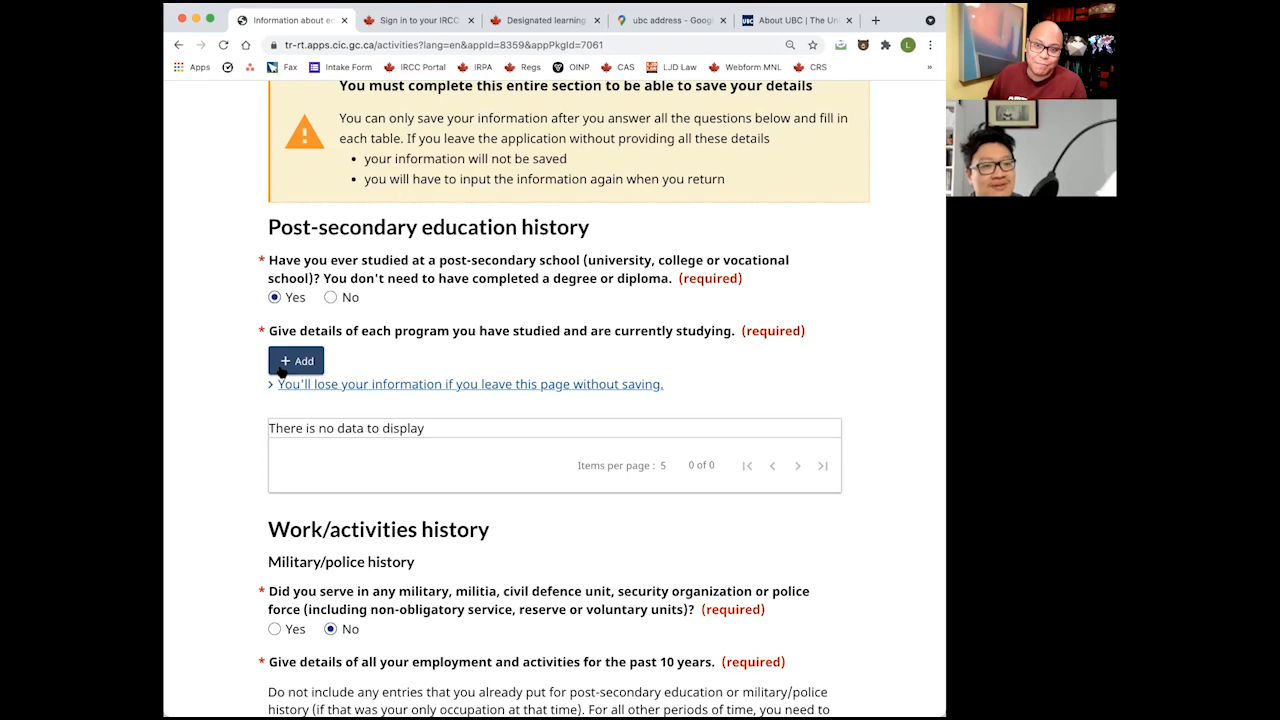 Information about e
Sign in to your IRCC
Designated learning
ubc address - Goog
UBC About UBC | The Un
tr-rt.apps.cic.gc.ca/activities?lang=en&appId=8359&appPkgId=7061
L
Apps Fax Intake Form IRCC Portal IRPA Regs OINP CAS LJD Law Webform MNL CRS »
You must complete this entire section to be able to save your details
You can only save your information after you answer all the questions below and fill in
each table. If you leave the application without providing all these details
• your information will not be saved
• you will have to input the information again when you return
Post-secondary education history
* Have you ever studied at a post-secondary school (university, college or vocational
school)? You don't need to have completed a degree or diploma. (required)
Yes No
* Give details of each program you have studied and are currently studying. (required)
+ Add
You'll lose your information if you leave this page without saving.
There is no data to display
Items per page : 5 0 of 0
Work/activities history
Military/police history
* Did you serve in any military, militia, civil defence unit, security organization or police
force (including non-obligatory service, reserve or voluntary units)? (required)
Yes No
* Give details of all your employment and activities for the past 10 years. (required)
Do not include any entries that you already put for post-secondary education or military/police
history (if that was your only occupation at that time). For all other periods of time, you need to